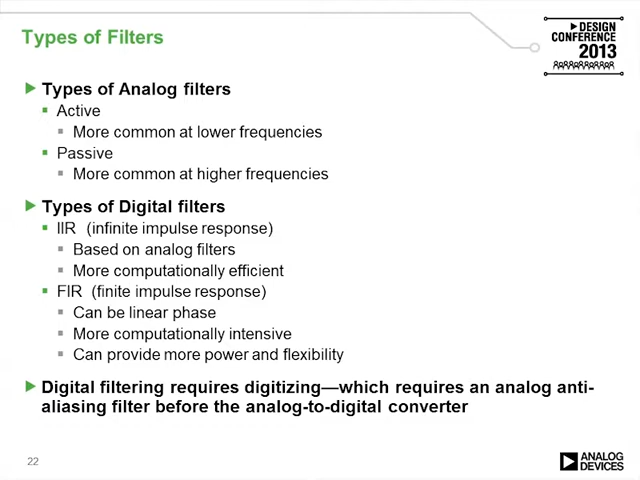 Types of Filters
DESIGN
CONFERENCE
2013
Types of Analog filters
Active
More common at lower frequencies
Passive
More common at higher frequencies
Types of Digital filters
IIR (infinite impulse response)
Based on analog filters
More computationally efficient
FIR (finite impulse response)
Can be linear phase
More computationally intensive
Can provide more power and flexibility
Digital filtering requires digitizing—which requires an analog anti-
aliasing filter before the analog-to-digital converter
22
ANALOG
DEVICES